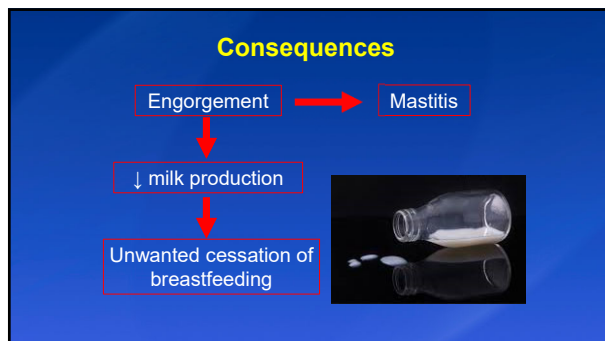 Consequences
Engorgement
Mastitis
↓ milk production
Unwanted cessation of
breastfeeding